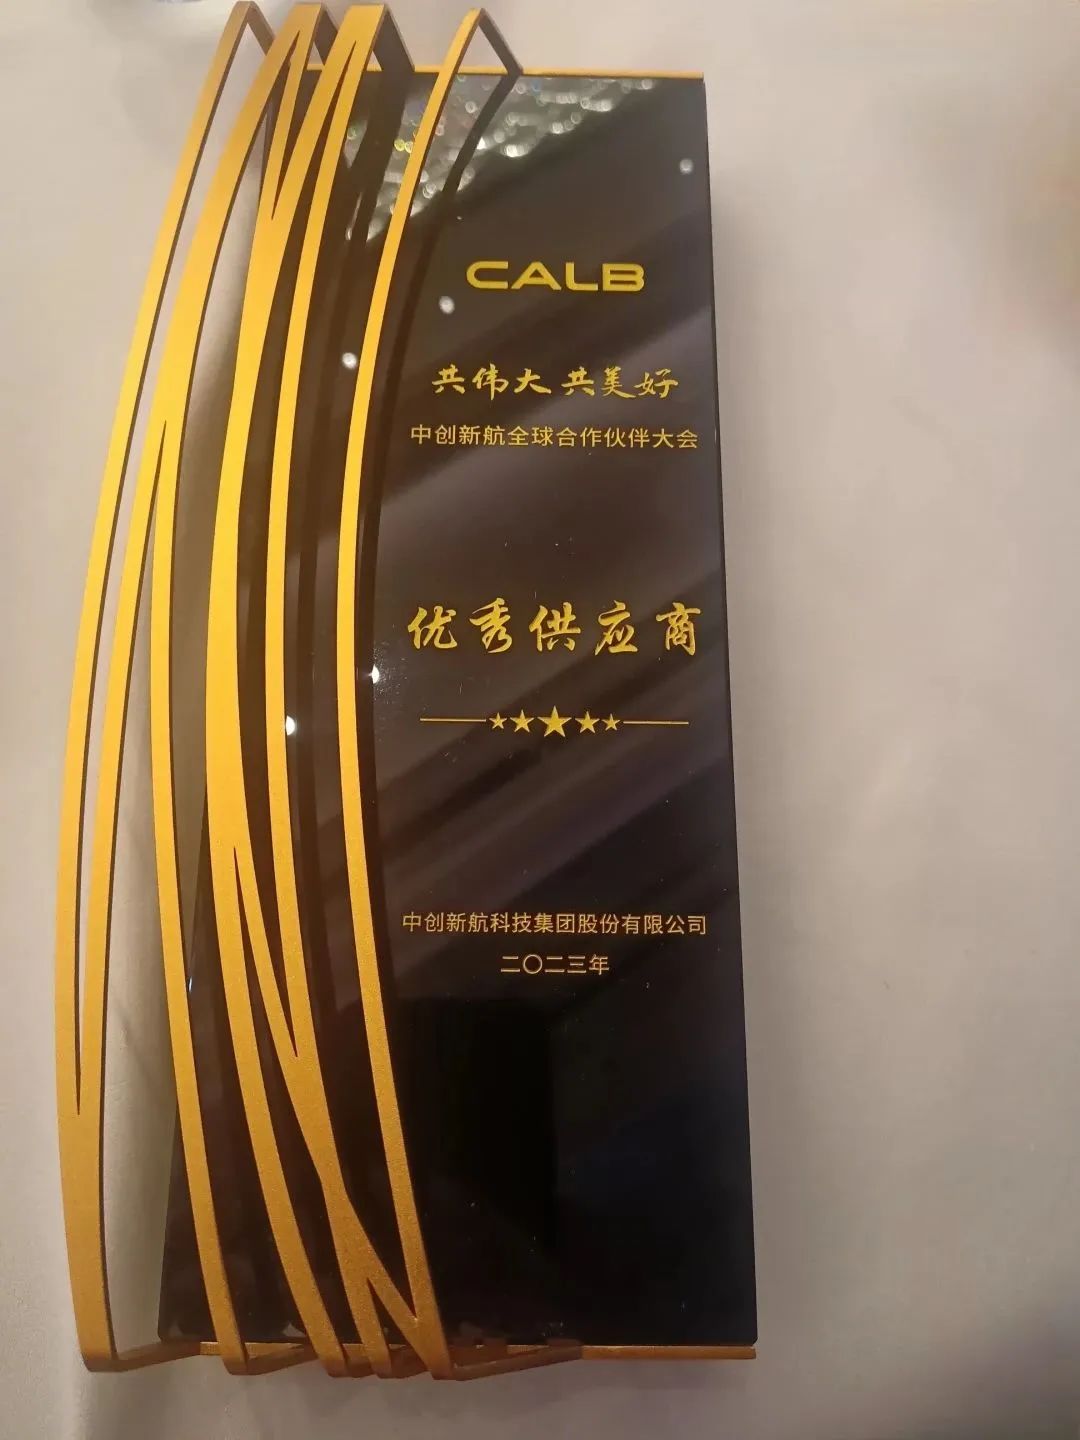 CALB
共伟大 共美好
中创新航全球合作伙伴大会
优秀供应商
中创新航科技集团股份有限公司
二〇二三年